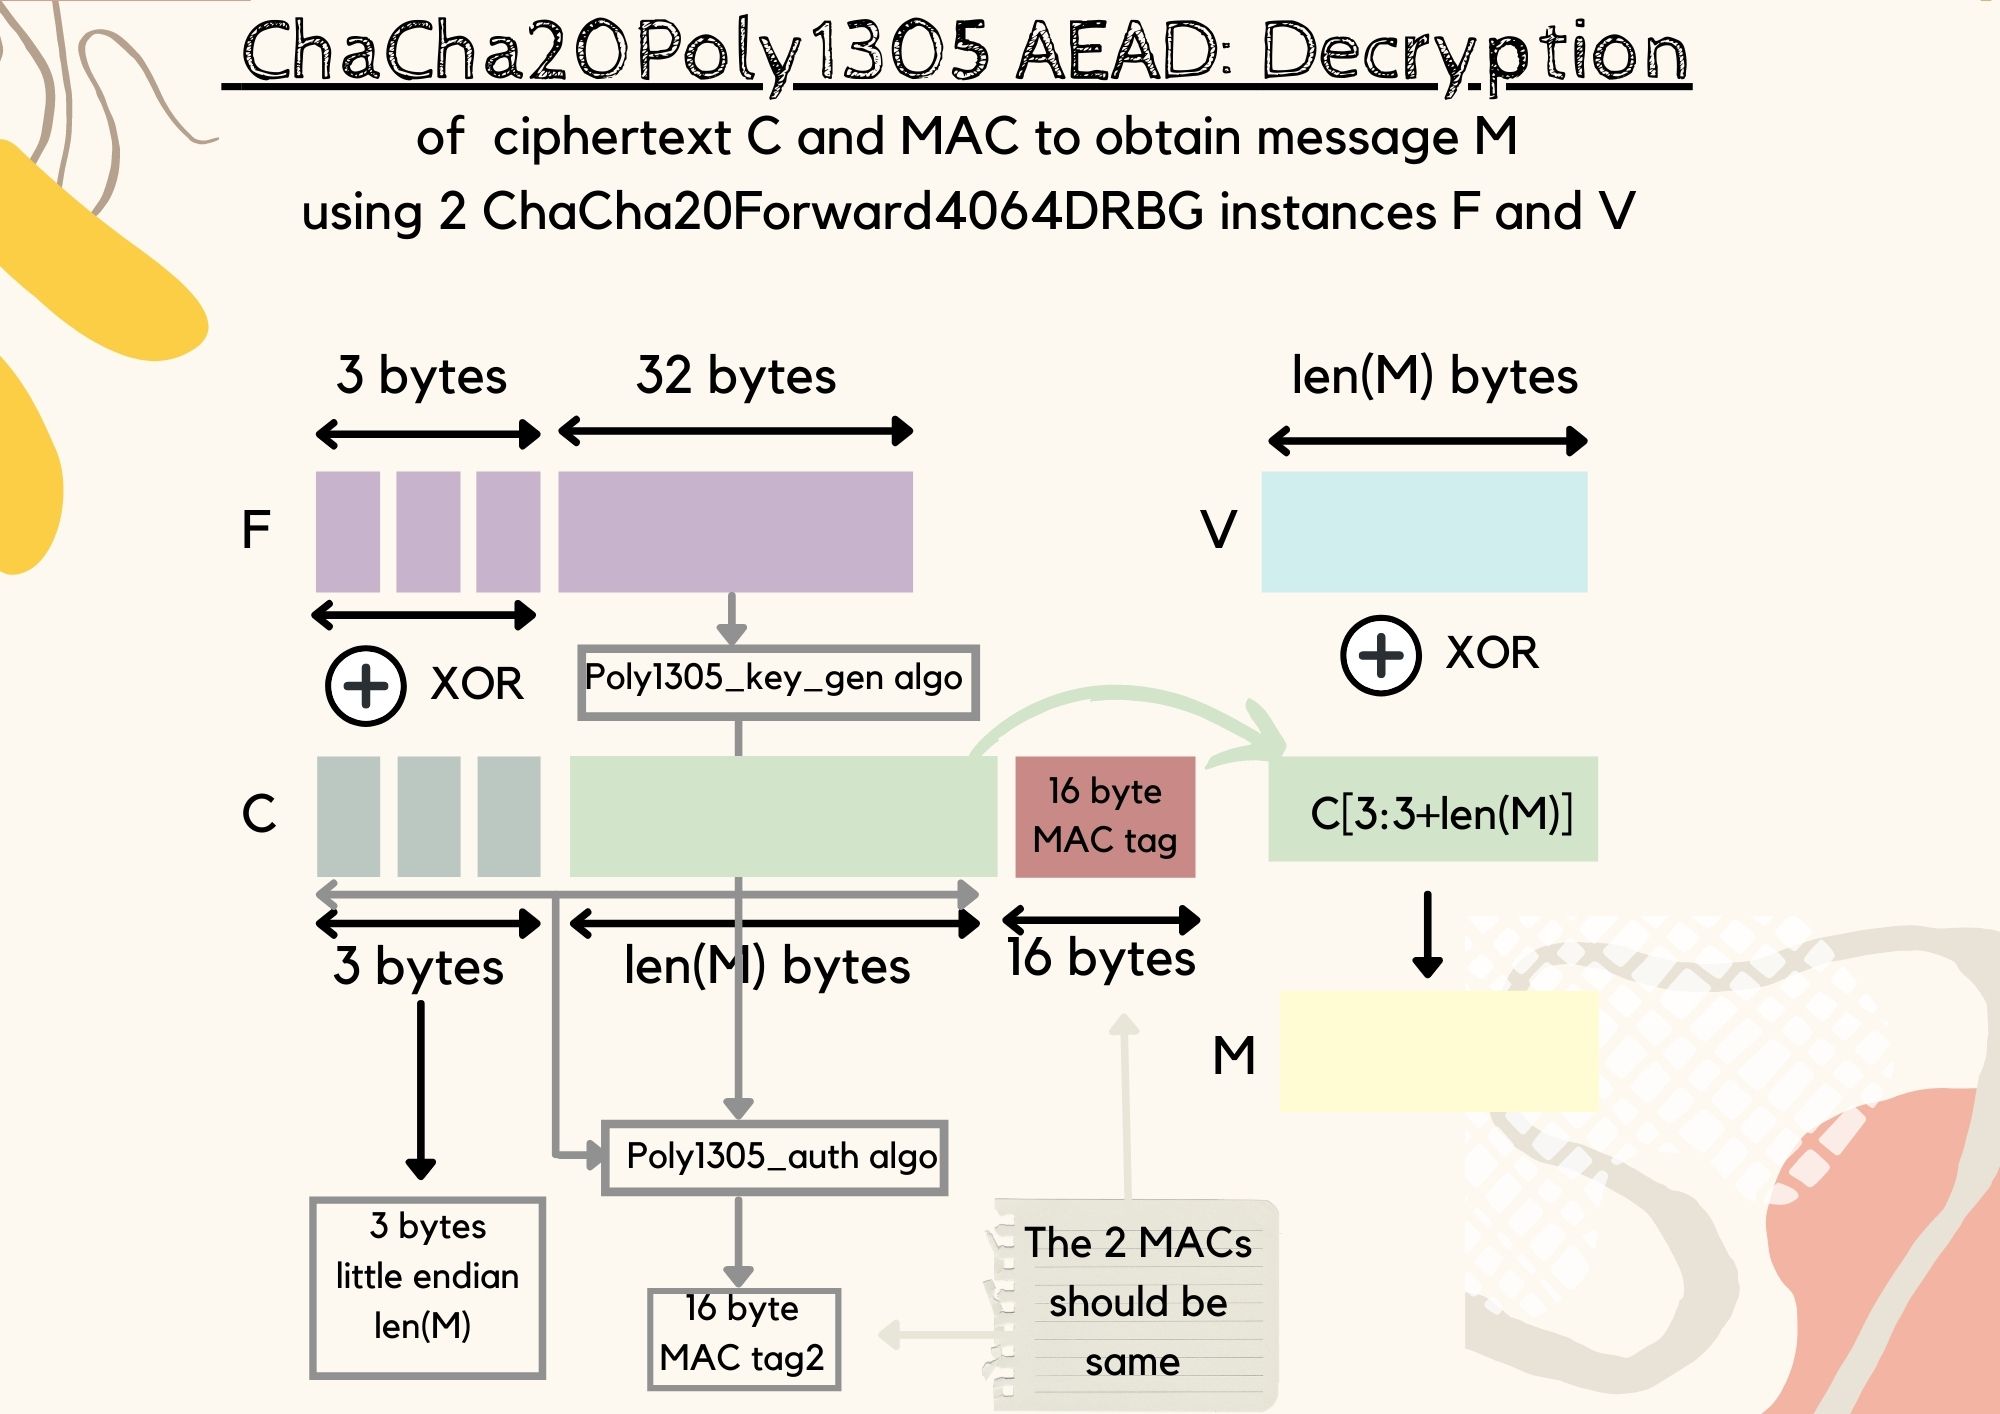 ChaCha20Poly1305 AEAD: Decryption
of ciphertext C and MAC to obtain message M
using 2 ChaCha20Forward4064DRBG instances F and V
3 bytes
32 bytes
len(M) bytes
F
V
XOR
Poly1305_key_gen algo
XOR
C
16 byte
MAC tag
C[3:3+len(M)]
3 bytes
len(M) bytes
16 bytes
M
Poly1305_auth algo
3 bytes
little endian
len(M)
16 byte
MAC tag2
The 2 MACs
should be
same